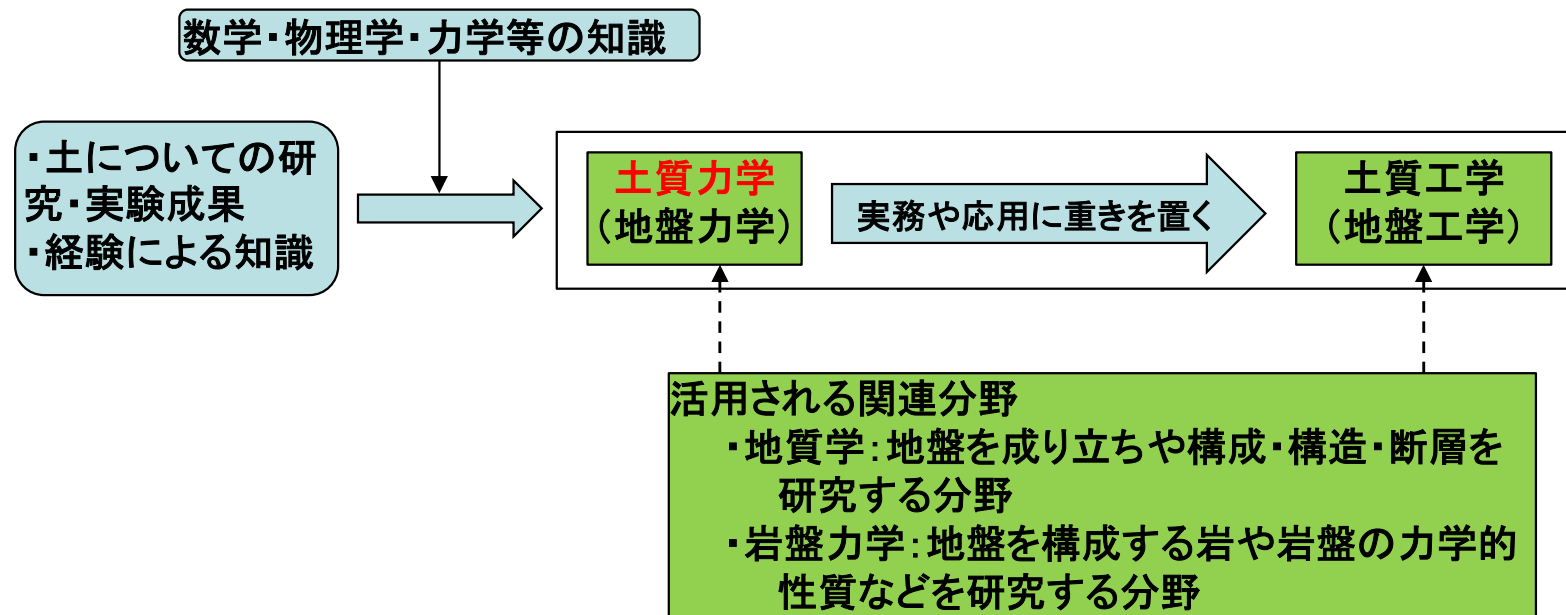 数学・物理学・力学等の知識
・土についての研
究・実験成果
・経験による知識
土質力学
(地盤力学)
実務や応用に重きを置く
土質工学
(地盤工学)
活用される関連分野
・地質学:地盤を成り立ちや構成・構造・断層を
研究する分野
・岩盤力学:地盤を構成する岩や岩盤の力学的
性質などを研究する分野